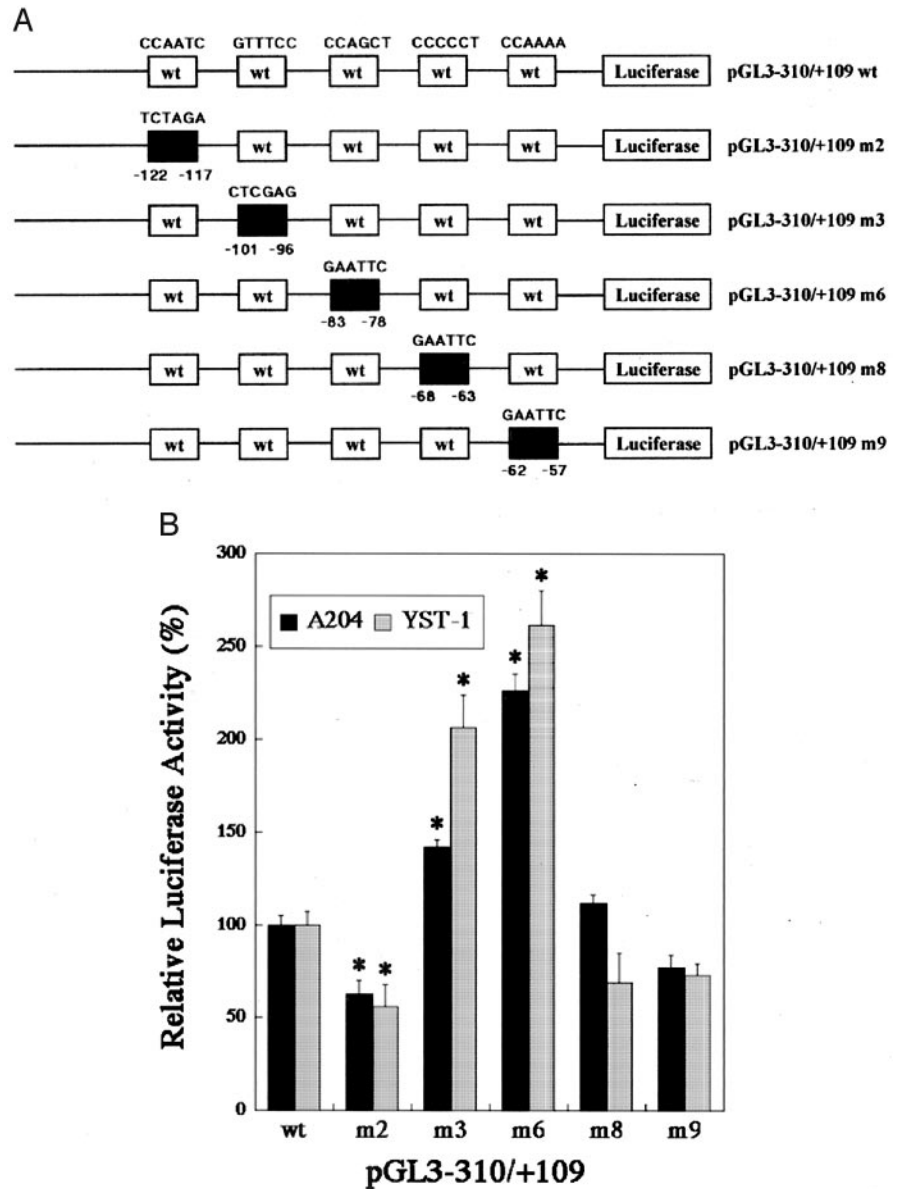 A
CCAATC GTTTCC CCAGCT CCCCCT CCAAAA
wt wt wt wt wt Luciferase pGL3-310/+109 wt
TCTAGA
wt wt wt wt Luciferase pGL3-310/+109 m2
-122 -117
CTCGAG
wt wt wt wt Luciferase pGL3-310/+109 m3
-101 -96
GAATTC
wt wt wt wt Luciferase pGL3-310/+109 m6
-83 -78
GAATTC
wt wt wt wt Luciferase pGL3-310/+109 m8
-68 -63
GAATTC
wt wt wt wt Luciferase pGL3-310/+109 m9
-62 -57
B
Relative Luciferase Activity (%)
300
250
200
150
100
50
0
A204 YST-1
* *
* *
* *
wt m2 m3 m6 m8 m9
pGL3-310/+109